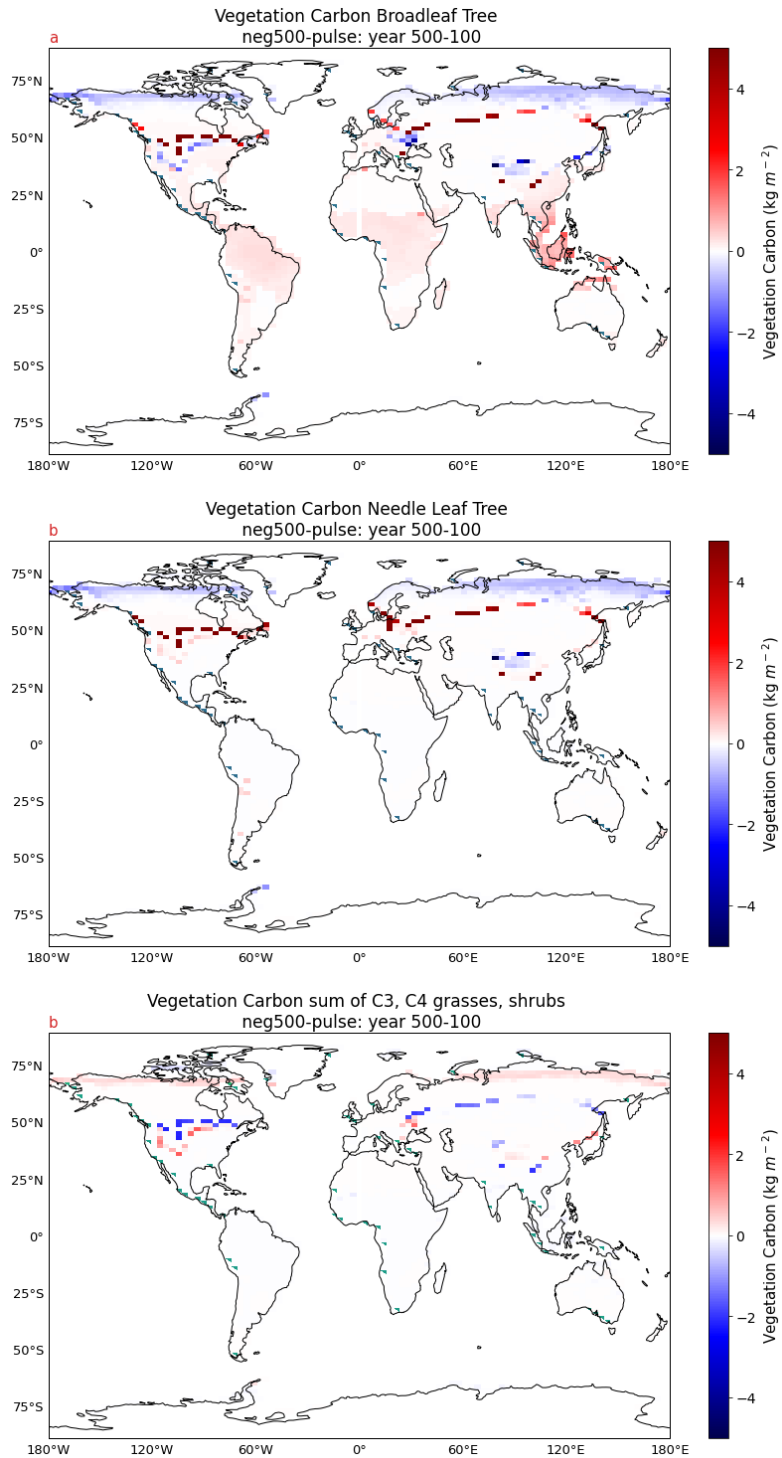 Vegetation Carbon Broadleaf Tree
a neg500-pulse: year 500-100
75°N
50°N
25°N
0°
25°S
50°S
75°S
180°W 120°W 60°W 0° 60°E 120°E 180°E
4
2
0
−2
−4
Vegetation Carbon (kg m⁻²)
Vegetation Carbon Needle Leaf Tree
b neg500-pulse: year 500-100
75°N
50°N
25°N
0°
25°S
50°S
75°S
180°W 120°W 60°W 0° 60°E 120°E 180°E
4
2
0
−2
−4
Vegetation Carbon (kg m⁻²)
Vegetation Carbon sum of C3, C4 grasses, shrubs
b neg500-pulse: year 500-100
75°N
50°N
25°N
0°
25°S
50°S
75°S
180°W 120°W 60°W 0° 60°E 120°E 180°E
4
2
0
−2
−4
Vegetation Carbon (kg m⁻²)